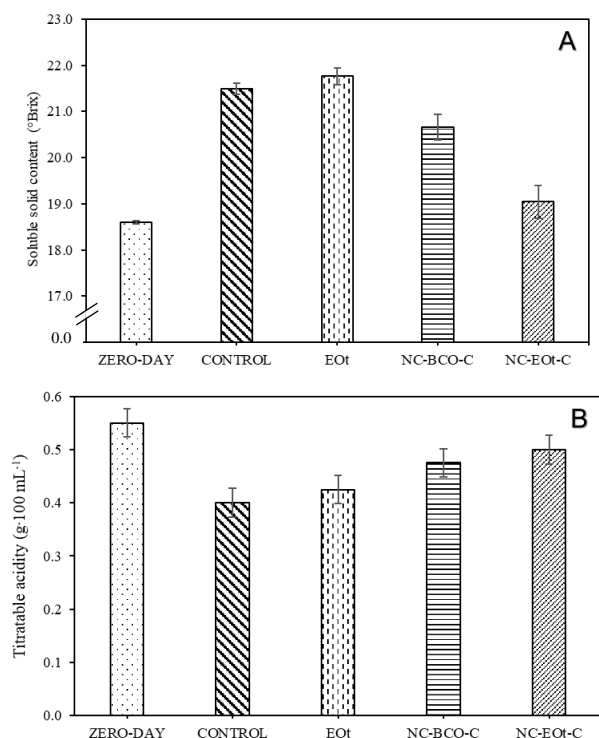 A
Soluble solid content (°Brix)
23.0
22.0
21.0
20.0
19.0
18.0
17.0
0.0
ZERO-DAY CONTROL EOt NC-BCO-C NC-EOt-C
B
Titratable acidity (g·100 mL⁻¹)
0.6
0.5
0.4
0.3
0.2
0.1
0.0
ZERO-DAY CONTROL EOt NC-BCO-C NC-EOt-C